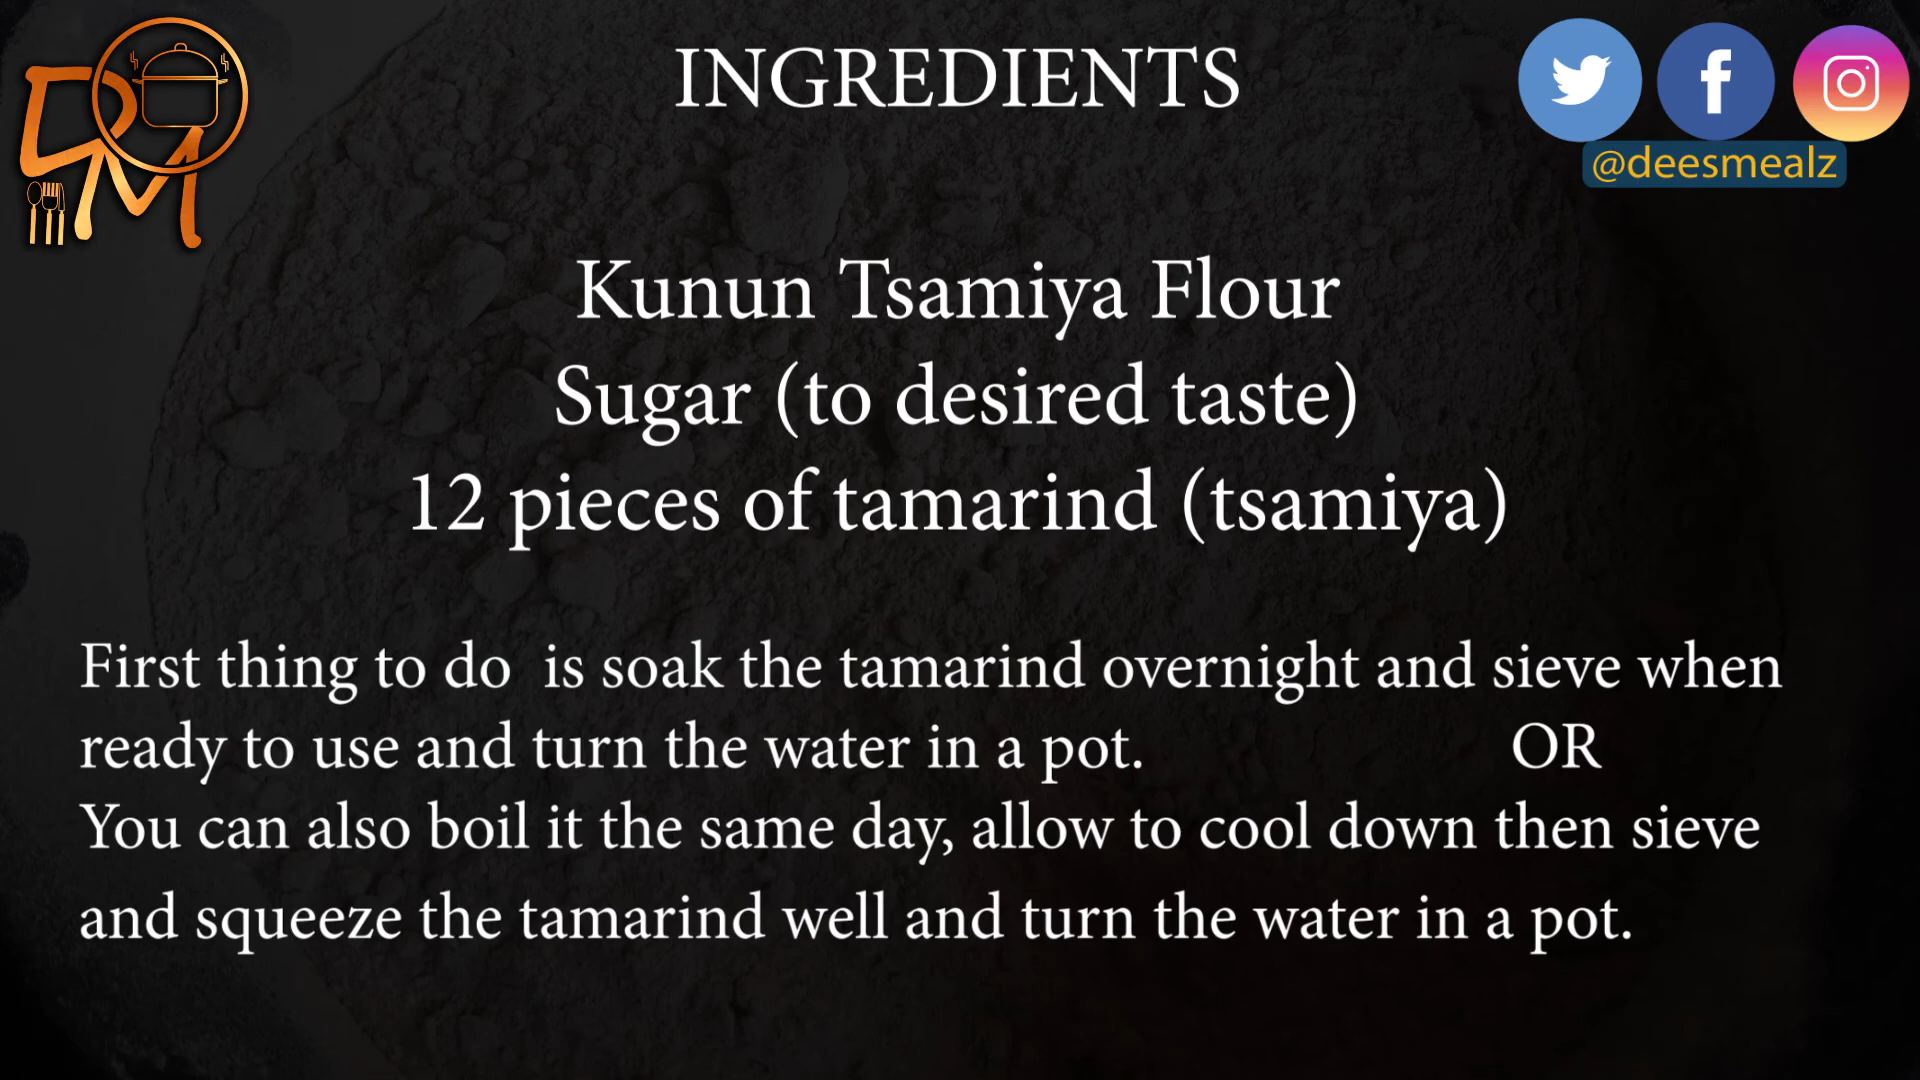 DM
INGREDIENTS
@deesmealz
Kunun Tsamiya Flour
Sugar (to desired taste)
12 pieces of tamarind (tsamiya)
First thing to do  is soak the tamarind overnight and sieve when
ready to use and turn the water in a pot. OR
You can also boil it the same day, allow to cool down then sieve
and squeeze the tamarind well and turn the water in a pot.